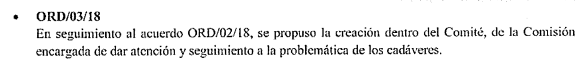 • ORD/03/18
En seguimiento al acuerdo ORD/02/18, se propuso la creación dentro del Comité, de la Comisión
encargada de dar atención y seguimiento a la problemática de los cadáveres.